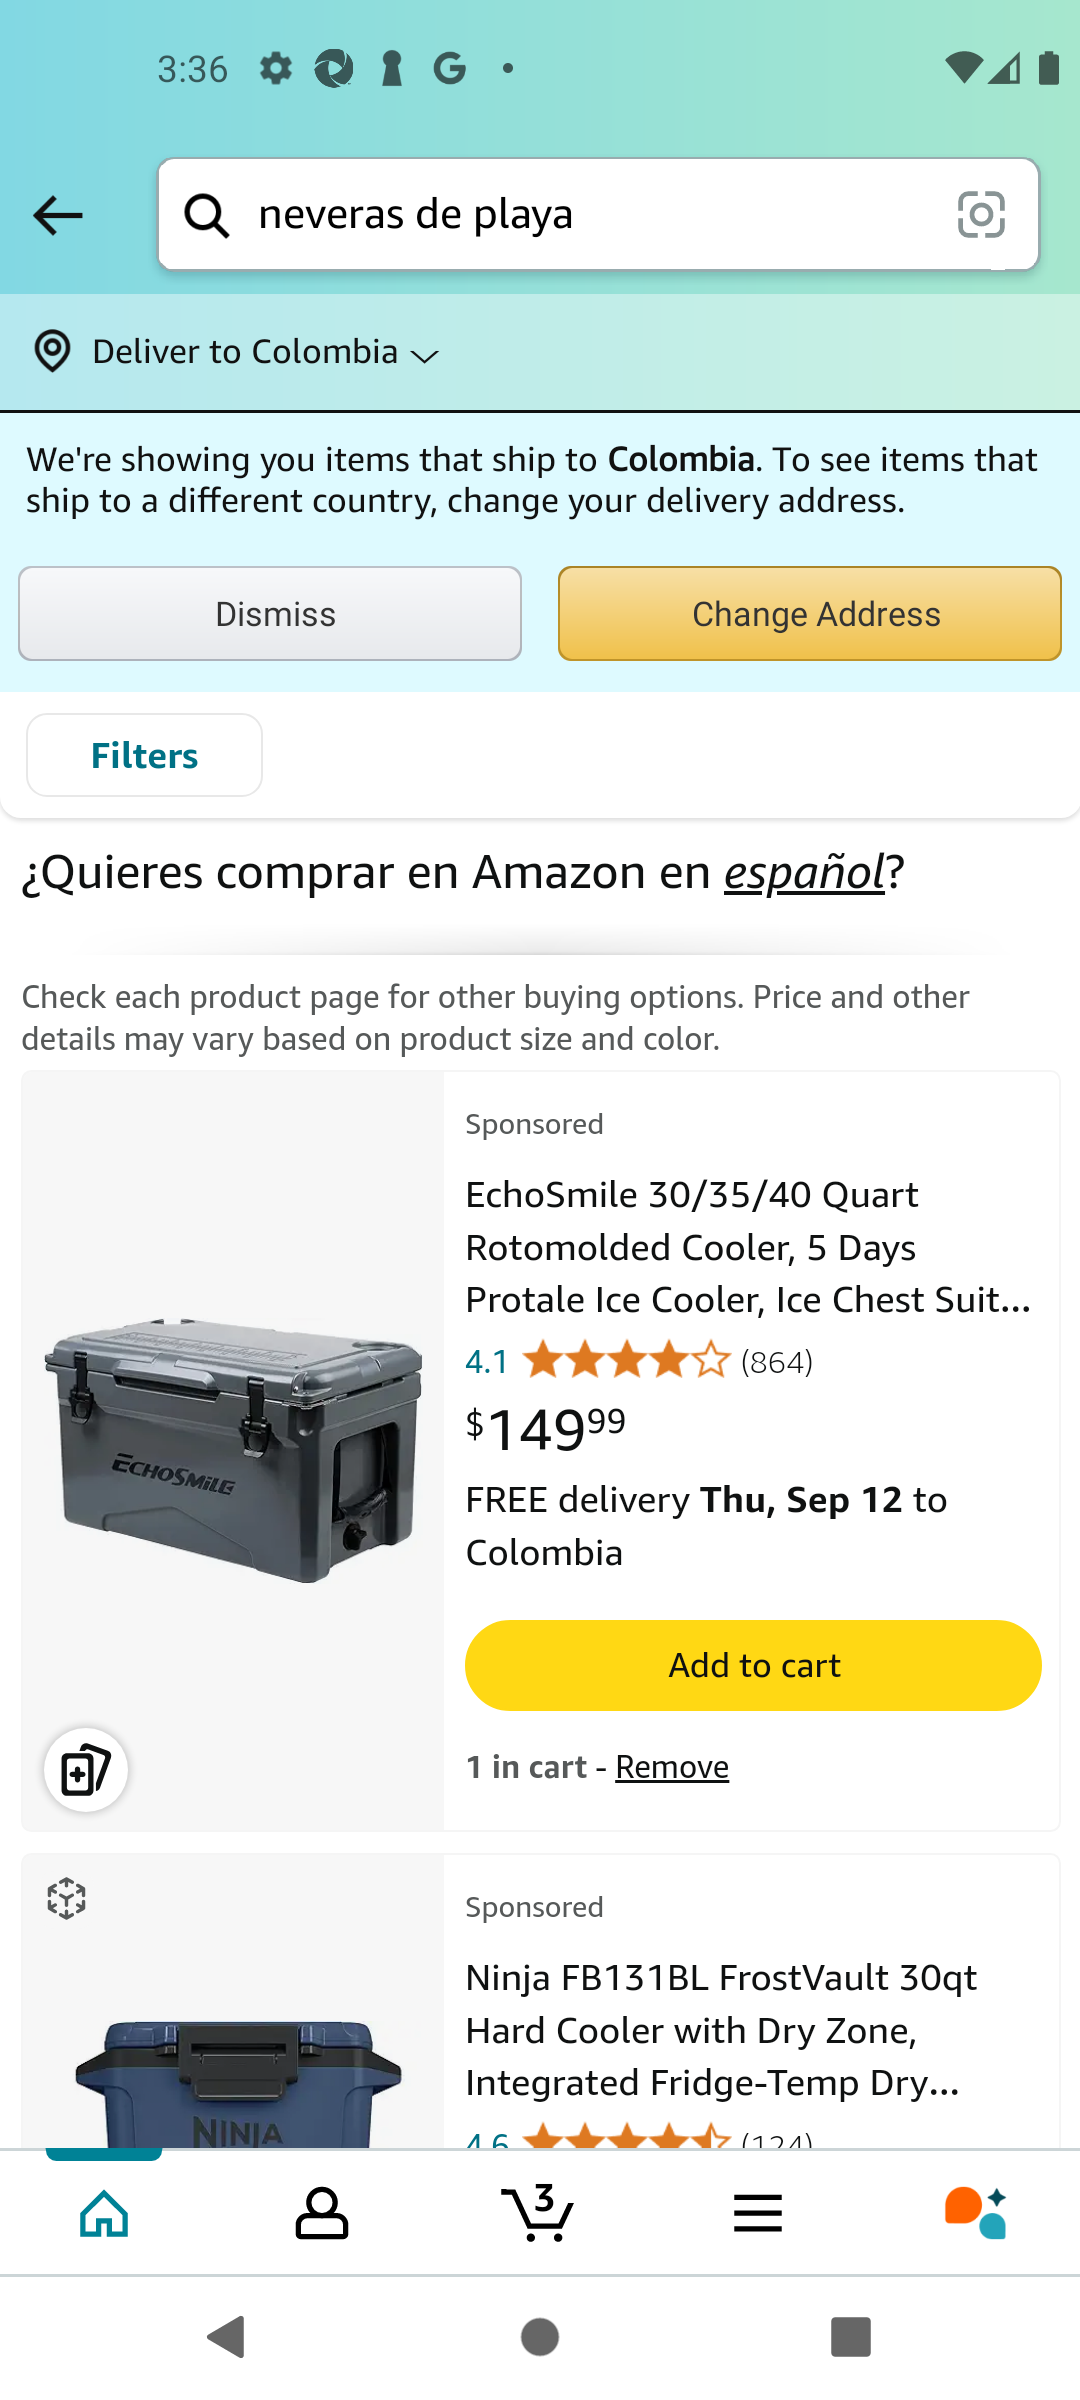 3:36
neveras de playa
Deliver to Colombia
We're showing you items that ship to Colombia. To see items that
ship to a different country, change your delivery address.
Dismiss
Change Address
Filters
¿Quieres comprar en Amazon en español?
Check each product page for other buying options. Price and other
details may vary based on product size and color.
Sponsored
EchoSmile 30/35/40 Quart
Rotomolded Cooler, 5 Days
Protale Ice Cooler, Ice Chest Suit...
4.1 (864)
$149.99
FREE delivery Thu, Sep 12 to
Colombia
Add to cart
1 in cart - Remove
ECHOSMILE
Sponsored
Ninja FB131BL FrostVault 30qt
Hard Cooler with Dry Zone,
Integrated Fridge-Temp Dry...
4.6 (124)
NINJA
3